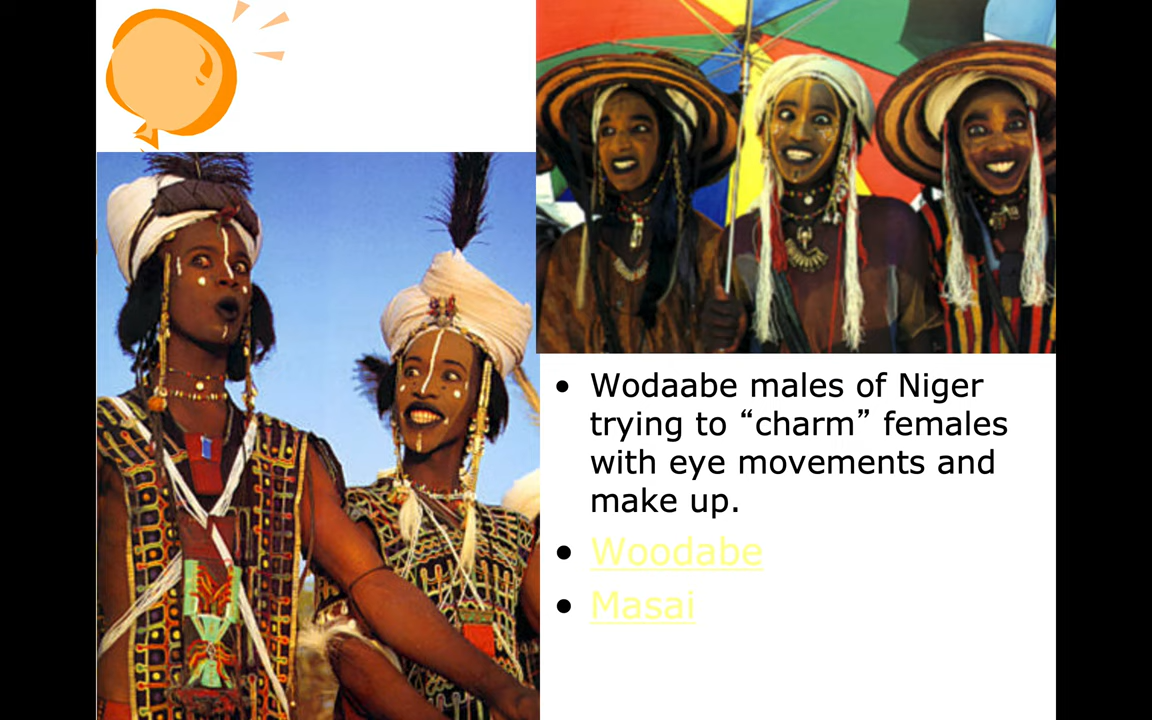 Wodaabe males of Niger
trying to “charm” females
with eye movements and
make up.
Woodabe
Masai